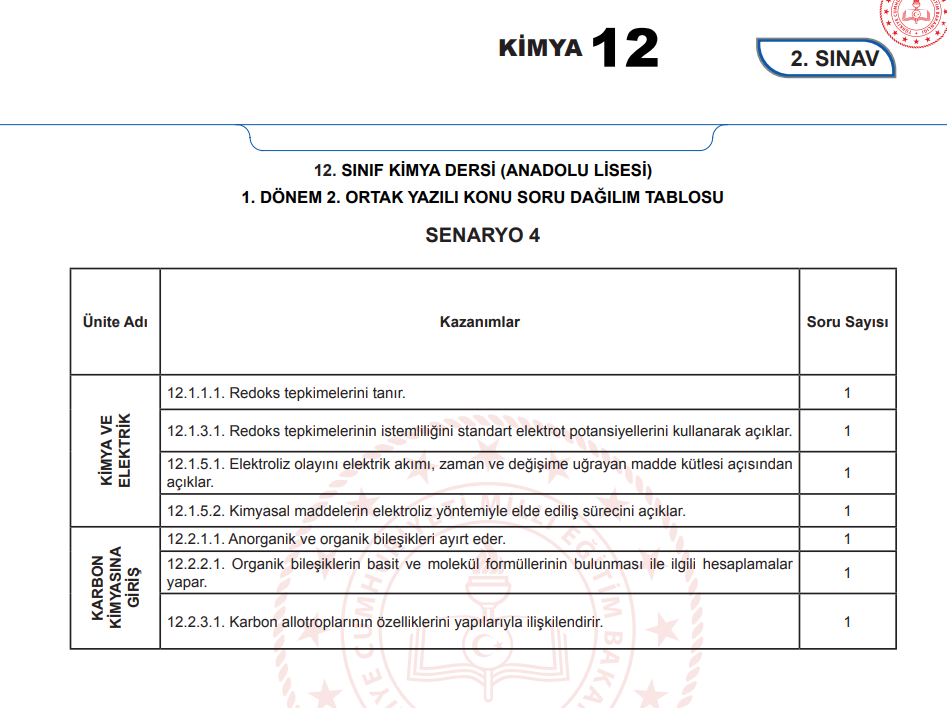 KİMYA 12
2. SINAV
12. SINIF KİMYA DERSİ (ANADOLU LİSESİ)
1. DÖNEM 2. ORTAK YAZILI KONU SORU DAĞILIM TABLOSU
SENARYO 4
Ünite Adı
Kazanımlar
Soru Sayısı
KİMYA VE
ELEKTRİK
12.1.1.1. Redoks tepkimelerini tanır.
1
12.1.3.1. Redoks tepkimelerinin istemliliğini standart elektrot potansiyellerini kullanarak açıklar.
1
12.1.5.1. Elektroliz olayını elektrik akımı, zaman ve değişime uğrayan madde kütlesi açısından
açıklar.
1
12.1.5.2. Kimyasal maddelerin elektroliz yöntemiyle elde ediliş sürecini açıklar.
1
KARBON
KİMYASINA
GİRİŞ
12.2.1.1. Anorganik ve organik bileşikleri ayırt eder.
1
12.2.2.1. Organik bileşiklerin basit ve molekül formüllerinin bulunması ile ilgili hesaplamalar
yapar.
1
12.2.3.1. Karbon allotroplarının özelliklerini yapılarıyla ilişkilendirir.
1